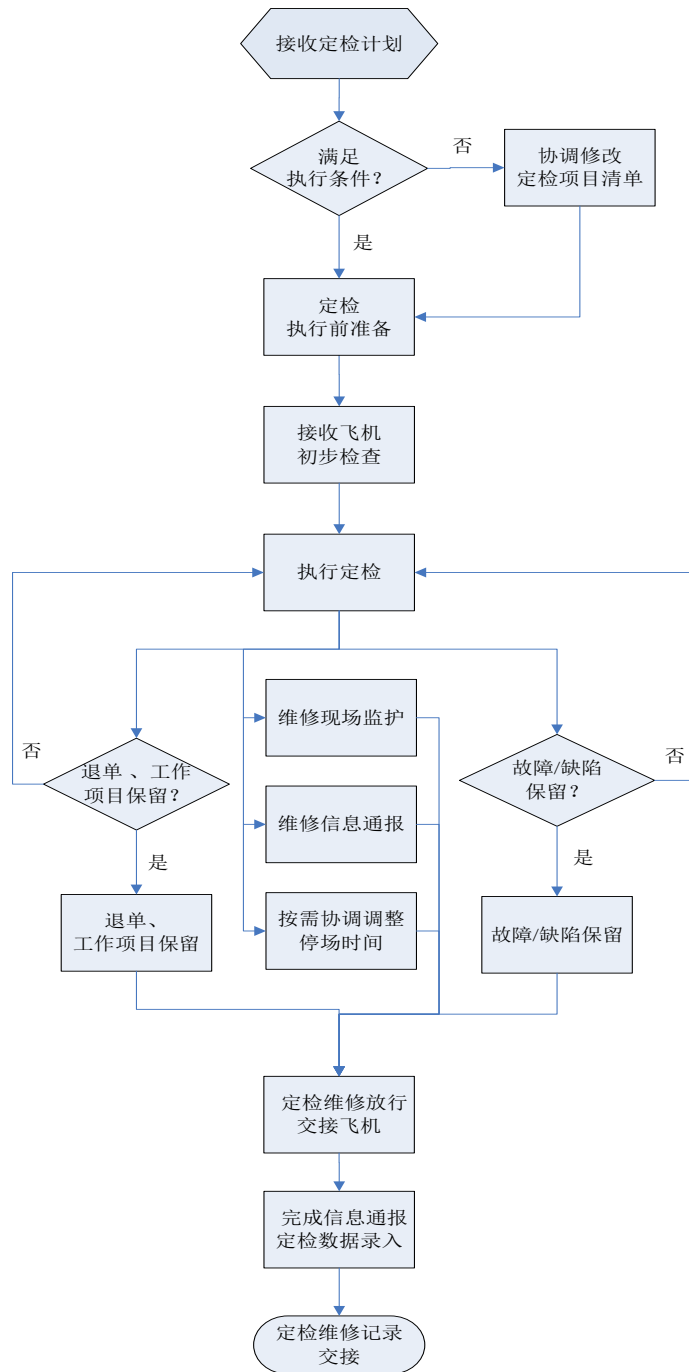 接收定检计划
满足
执行条件？
否
协调修改
定检项目清单
是
定检
执行前准备
接收飞机
初步检查
执行定检
否
退单 、工作
项目保留？
是
退单、
工作项目保留
维修现场监护
维修信息通报
按需协调调整
停场时间
故障/缺陷
保留？
否
是
故障/缺陷保留
定检维修放行
交接飞机
完成信息通报
定检数据录入
定检维修记录
交接